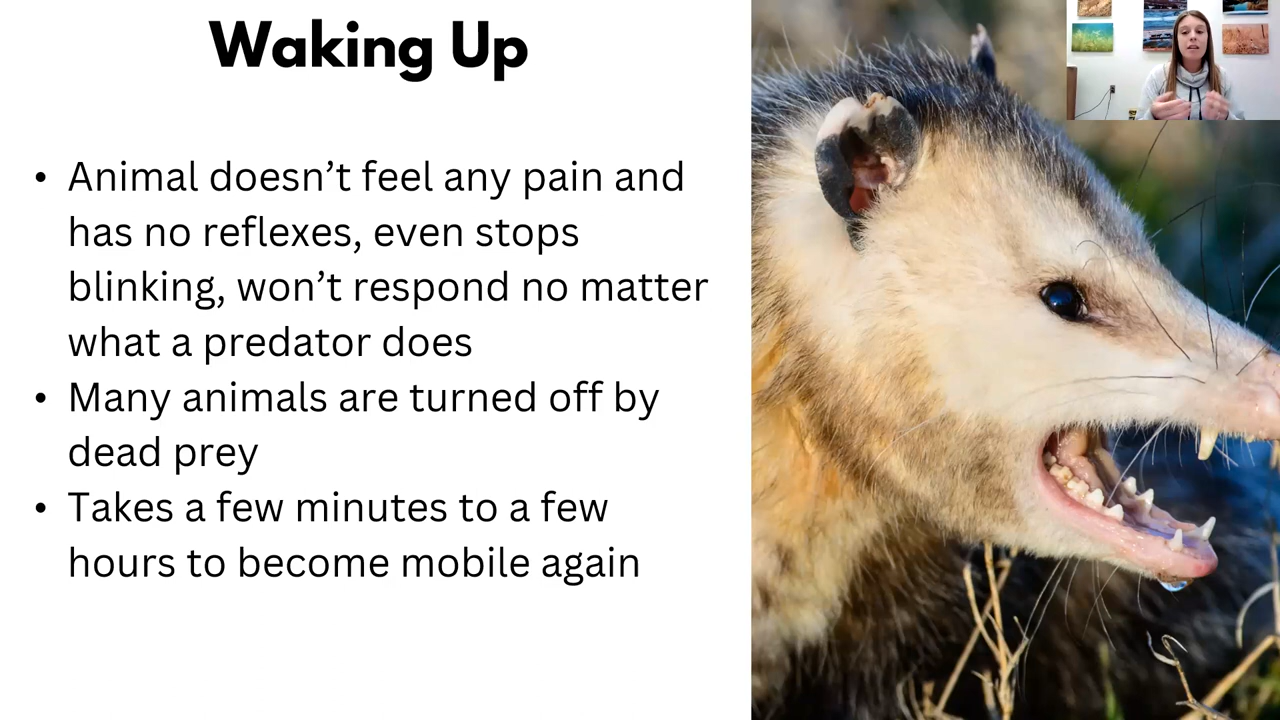 Waking Up
• Animal doesn’t feel any pain and
has no reflexes, even stops
blinking, won’t respond no matter
what a predator does
• Many animals are turned off by
dead prey
• Takes a few minutes to a few
hours to become mobile again